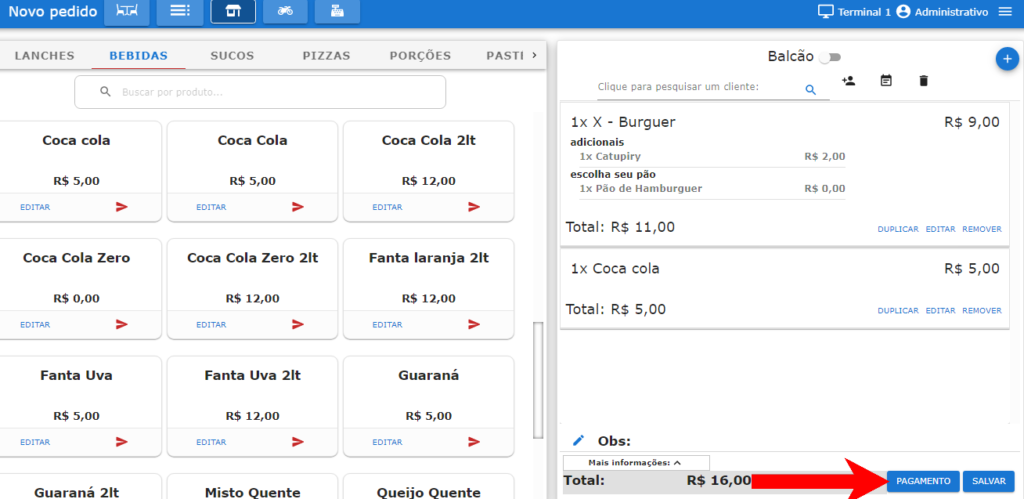 Novo pedido
Terminal 1 Administrativo
LANCHES BEBIDAS SUCOS PIZZAS PORÇÕES PASTI
Buscar por produto...
Coca cola
R$ 5,00
EDITAR
Coca Cola
R$ 5,00
EDITAR
Coca Cola 2lt
R$ 12,00
EDITAR
Coca Cola Zero
R$ 0,00
EDITAR
Coca Cola Zero 2lt
R$ 12,00
EDITAR
Fanta laranja 2lt
R$ 12,00
EDITAR
Fanta Uva
R$ 5,00
EDITAR
Fanta Uva 2lt
R$ 12,00
EDITAR
Guaraná
R$ 5,00
EDITAR
Guaraná 2lt
Misto Quente
Queijo Quente
Balcão
Clique para pesquisar um cliente:
1x X - Burguer R$ 9,00
adicionais
1x Catupiry R$ 2,00
escolha seu pão
1x Pão de Hamburguer R$ 0,00
Total: R$ 11,00
DUPLICAR EDITAR REMOVER
1x Coca cola R$ 5,00
Total: R$ 5,00
DUPLICAR EDITAR REMOVER
Obs:
Mais informações:
Total: R$ 16,00
PAGAMENTO SALVAR